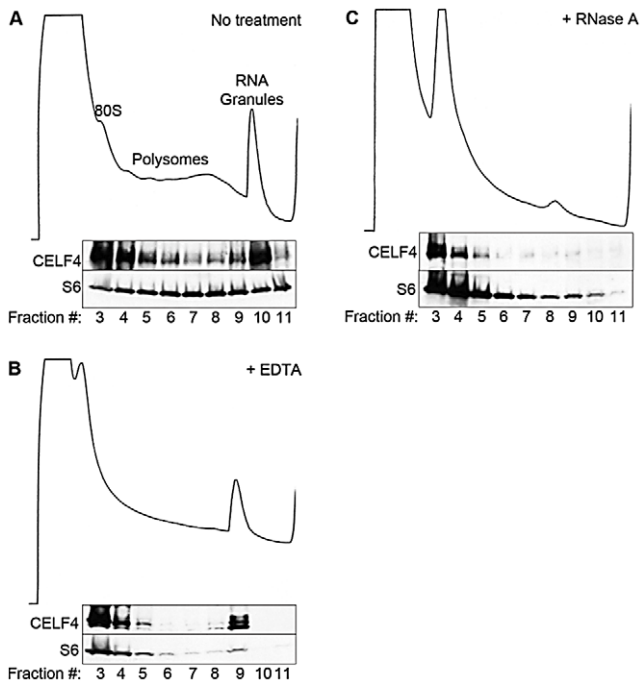 A
No treatment
80S
Polysomes
RNA
Granules
CELF4
S6
Fraction #: 3 4 5 6 7 8 9 10 11
B
+ EDTA
CELF4
S6
Fraction #: 3 4 5 6 7 8 9 10 11
C
+ RNase A
CELF4
S6
Fraction #: 3 4 5 6 7 8 9 10 11